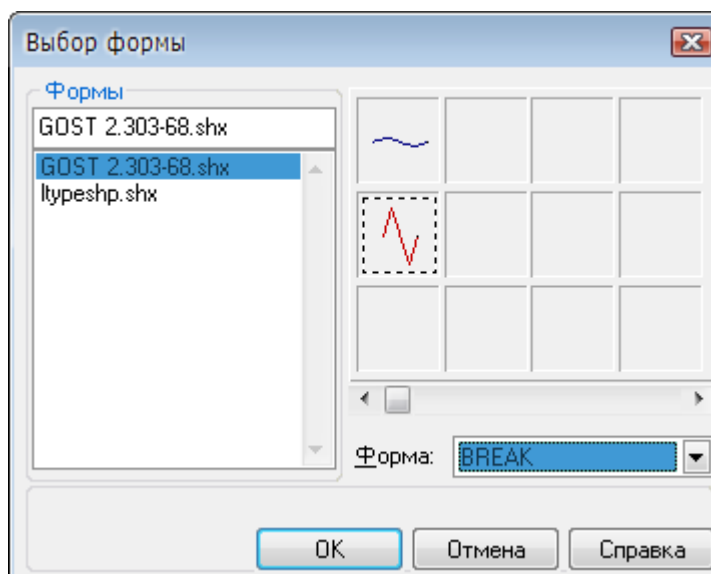 Выбор формы
Формы
GOST 2.303-68.shx
GOST 2.303-68.shx
ltypeshp.shx
Форма:
BREAK
OK
Отмена
Справка